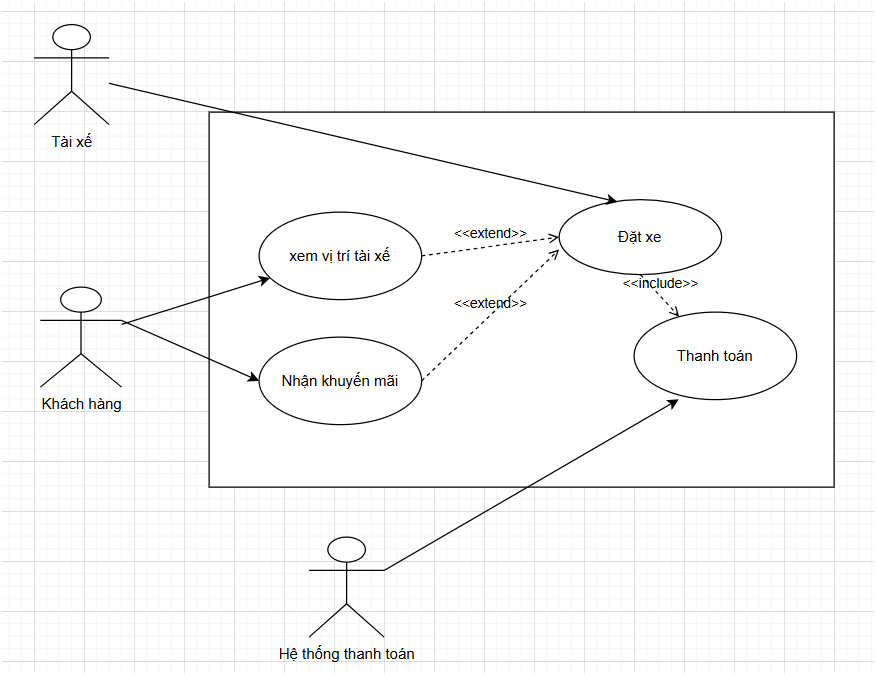 Tài xế
<<extend>>
Đặt xe
xem vị trí tài xế
<<include>>
<<extend>>
Thanh toán
Nhận khuyến mãi
Khách hàng
Hệ thống thanh toán